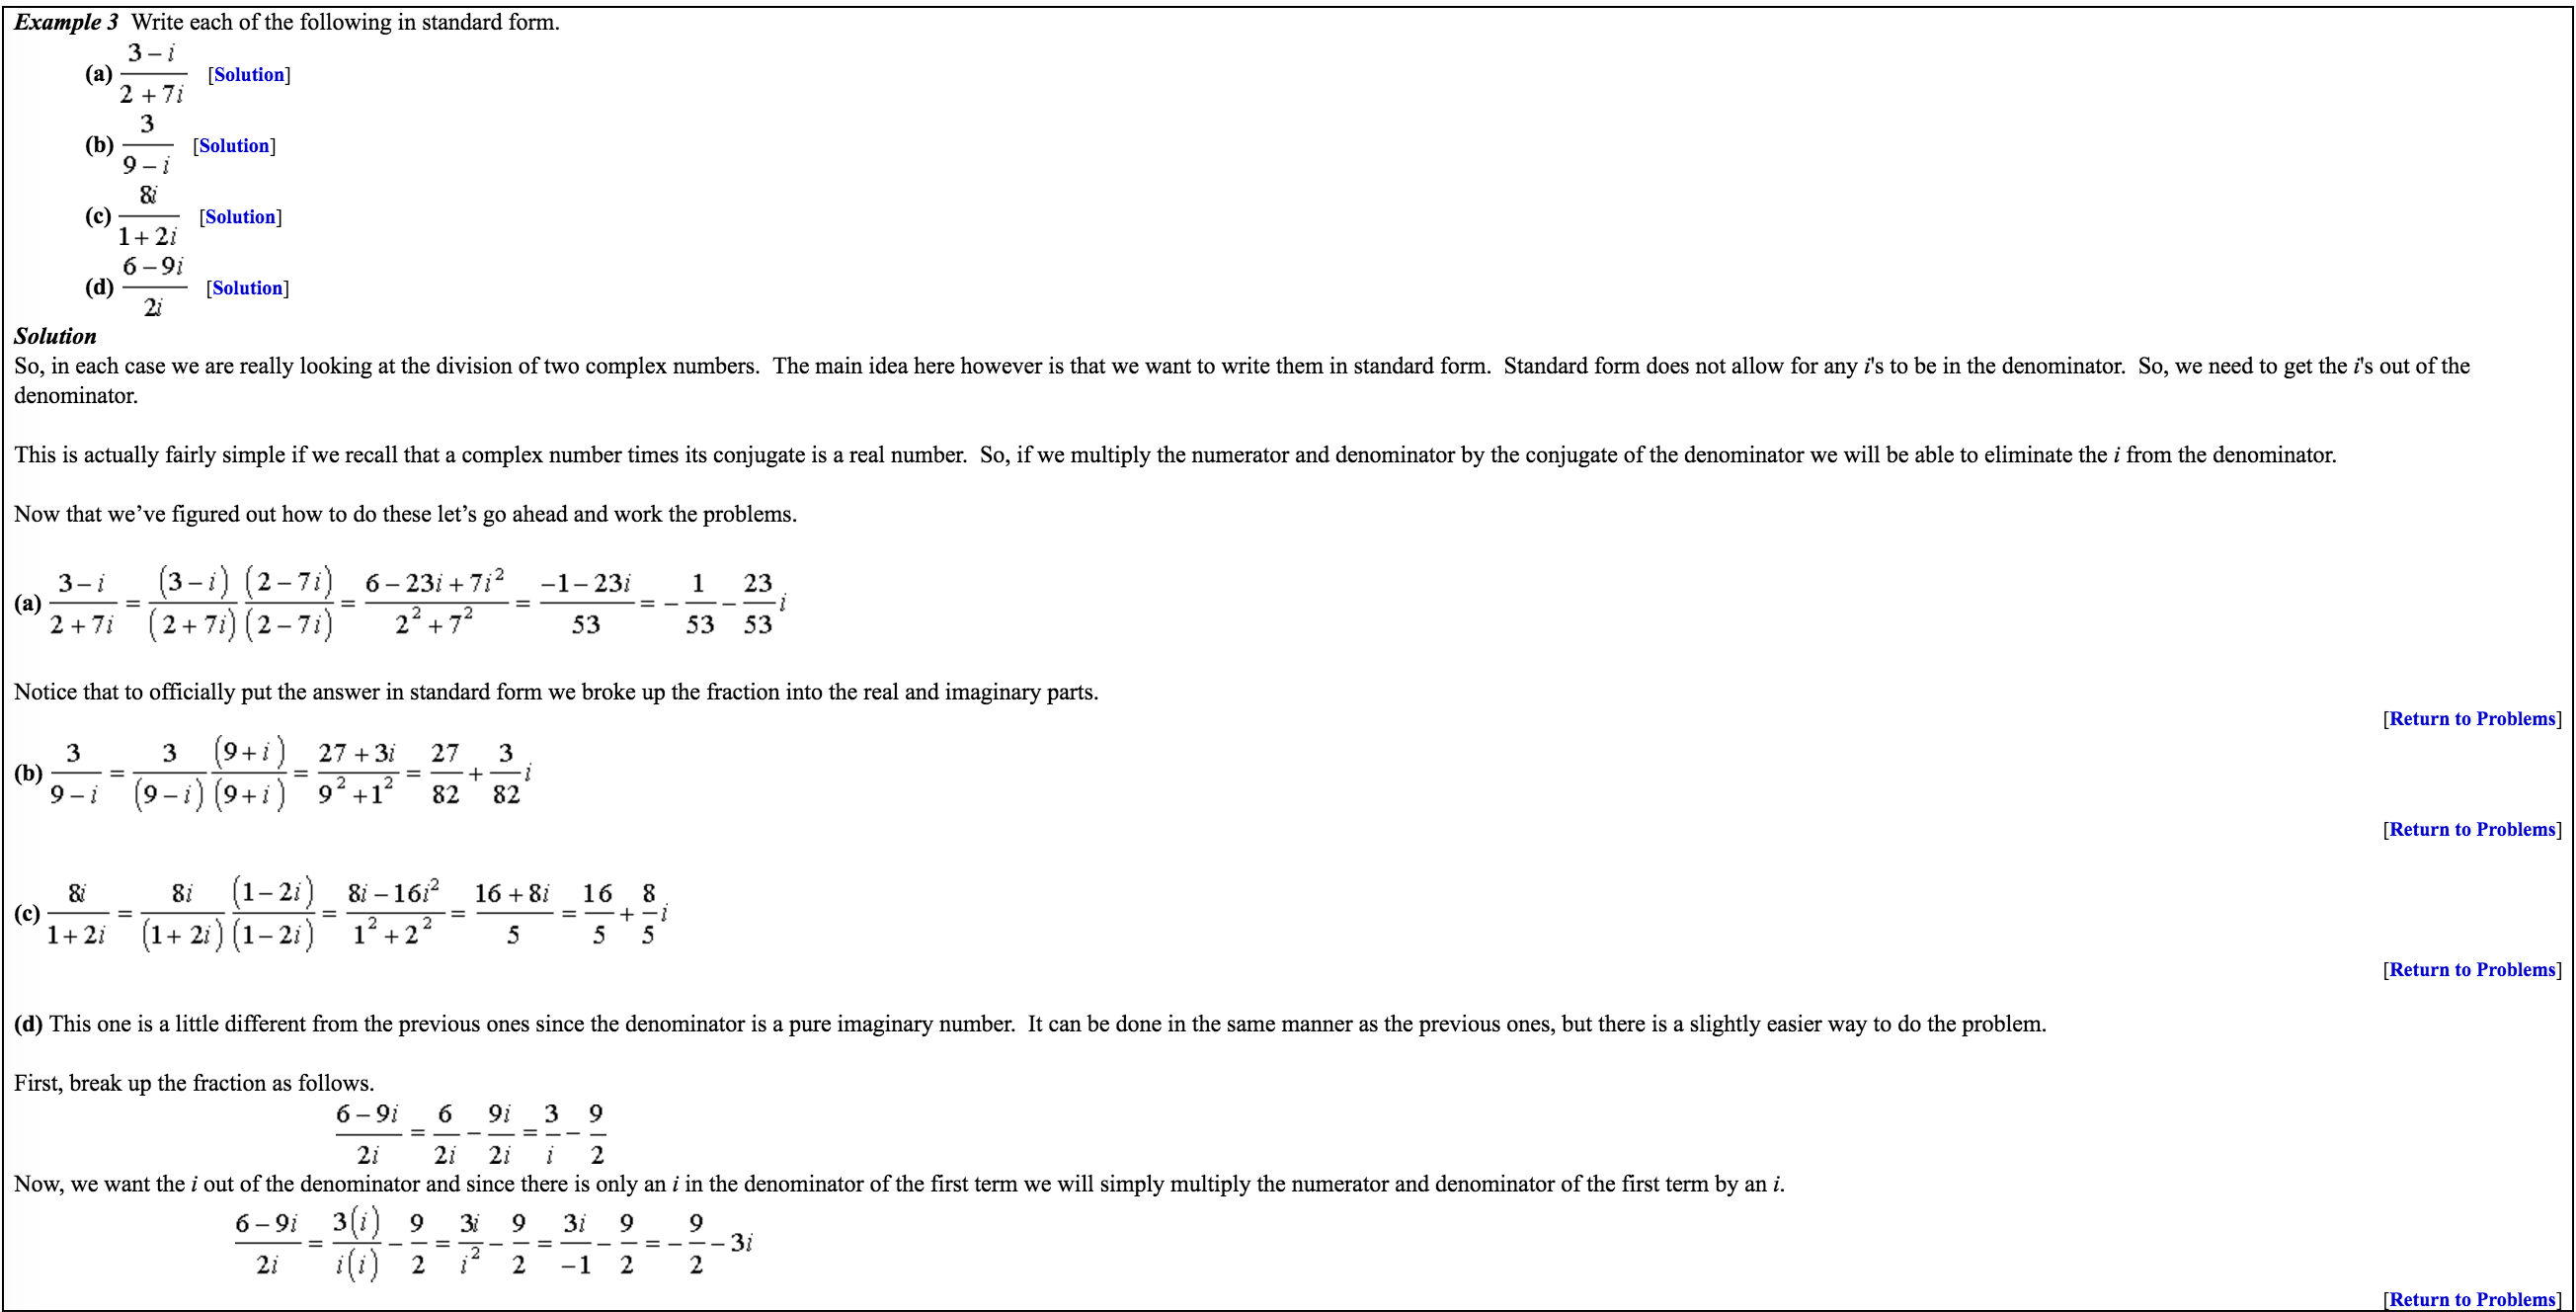 Example 3 Write each of the following in standard form.
(a) \frac{3-i}{2+7i} [Solution]
(b) \frac{3}{9-i} [Solution]
(c) \frac{8i}{1+2i} [Solution]
(d) \frac{6-9i}{2i} [Solution]
Solution
So, in each case we are really looking at the division of two complex numbers. The main idea here however is that we want to write them in standard form. Standard form does not allow for any i's to be in the denominator. So, we need to get the i's out of the
denominator.
This is actually fairly simple if we recall that a complex number times its conjugate is a real number. So, if we multiply the numerator and denominator by the conjugate of the denominator we will be able to eliminate the i from the denominator.
Now that we’ve figured out how to do these let’s go ahead and work the problems.
(a) \frac{3-i}{2+7i} = \frac{(3-i)}{(2+7i)} \frac{(2-7i)}{(2-7i)} = \frac{6-23i+7i^2}{2^2+7^2} = \frac{-1-23i}{53} = -\frac{1}{53} - \frac{23}{53}i
Notice that to officially put the answer in standard form we broke up the fraction into the real and imaginary parts.
[Return to Problems]
(b) \frac{3}{9-i} = \frac{3}{(9-i)} \frac{(9+i)}{(9+i)} = \frac{27+3i}{9^2+1^2} = \frac{27}{82} + \frac{3}{82}i
[Return to Problems]
(c) \frac{8i}{1+2i} = \frac{8i}{(1+2i)} \frac{(1-2i)}{(1-2i)} = \frac{8i-16i^2}{1^2+2^2} = \frac{16+8i}{5} = \frac{16}{5} + \frac{8}{5}i
[Return to Problems]
(d) This one is a little different from the previous ones since the denominator is a pure imaginary number. It can be done in the same manner as the previous ones, but there is a slightly easier way to do the problem.
First, break up the fraction as follows.
\frac{6-9i}{2i} = \frac{6}{2i} - \frac{9i}{2i} = \frac{3}{i} - \frac{9}{2}
Now, we want the i out of the denominator and since there is only an i in the denominator of the first term we will simply multiply the numerator and denominator of the first term by an i.
\frac{6-9i}{2i} = \frac{3(i)}{i(i)} - \frac{9}{2} = \frac{3i}{i^2} - \frac{9}{2} = \frac{3i}{-1} - \frac{9}{2} = -\frac{9}{2} - 3i
[Return to Problems]